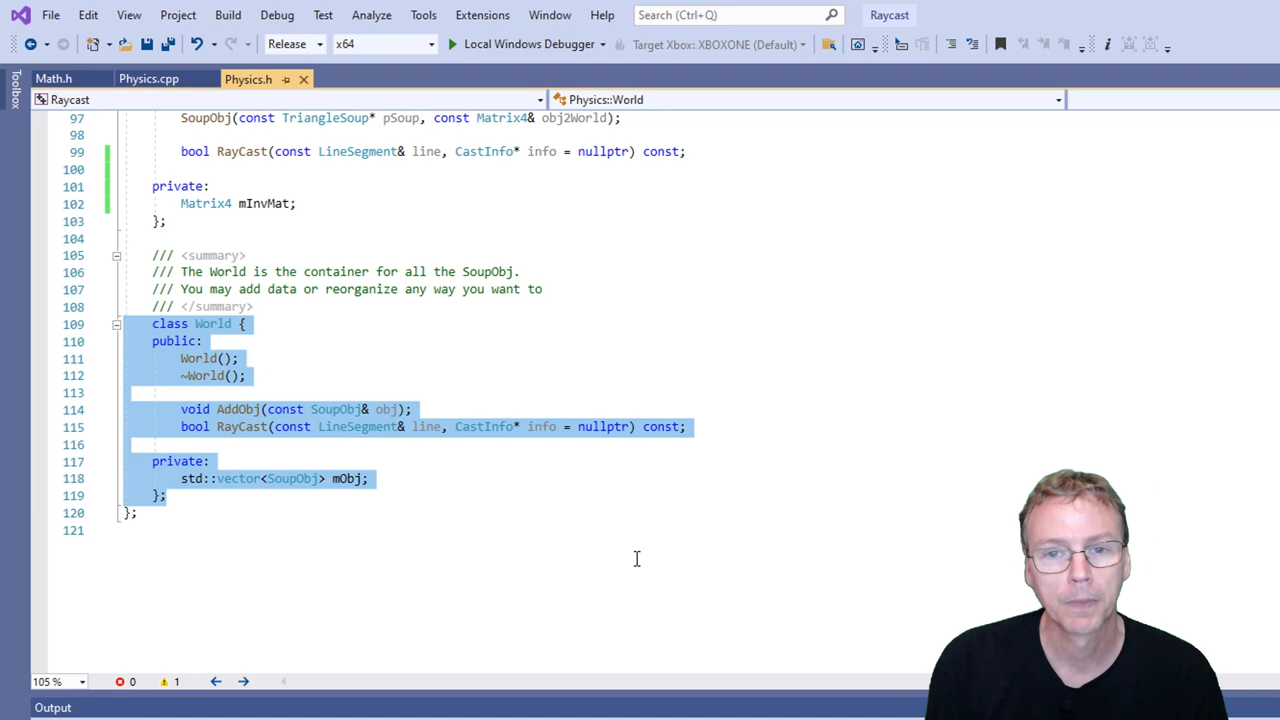 File Edit View Project Build Debug Test Analyze Tools Extensions Window Help Search (Ctrl+Q) Raycast
Release x64 Local Windows Debugger Target Xbox: XBOXONE (Default)
Toolbox
Math.h Physics.cpp Physics.h
Raycast Physics::World
97 SoupObj(const TriangleSoup* pSoup, const Matrix4& obj2World);
98
99 bool RayCast(const LineSegment& line, CastInfo* info = nullptr) const;
100
101 private:
102 Matrix4 mInvMat;
103 };
104
105 /// <summary>
106 /// The World is the container for all the SoupObj.
107 /// You may add data or reorganize any way you want to
108 /// </summary>
109 class World {
110 public:
111 World();
112 ~World();
113
114 void AddObj(const SoupObj& obj);
115 bool RayCast(const LineSegment& line, CastInfo* info = nullptr) const;
116
117 private:
118 std::vector<SoupObj> mObj;
119 };
120 };
121
105 % 0 1
Output